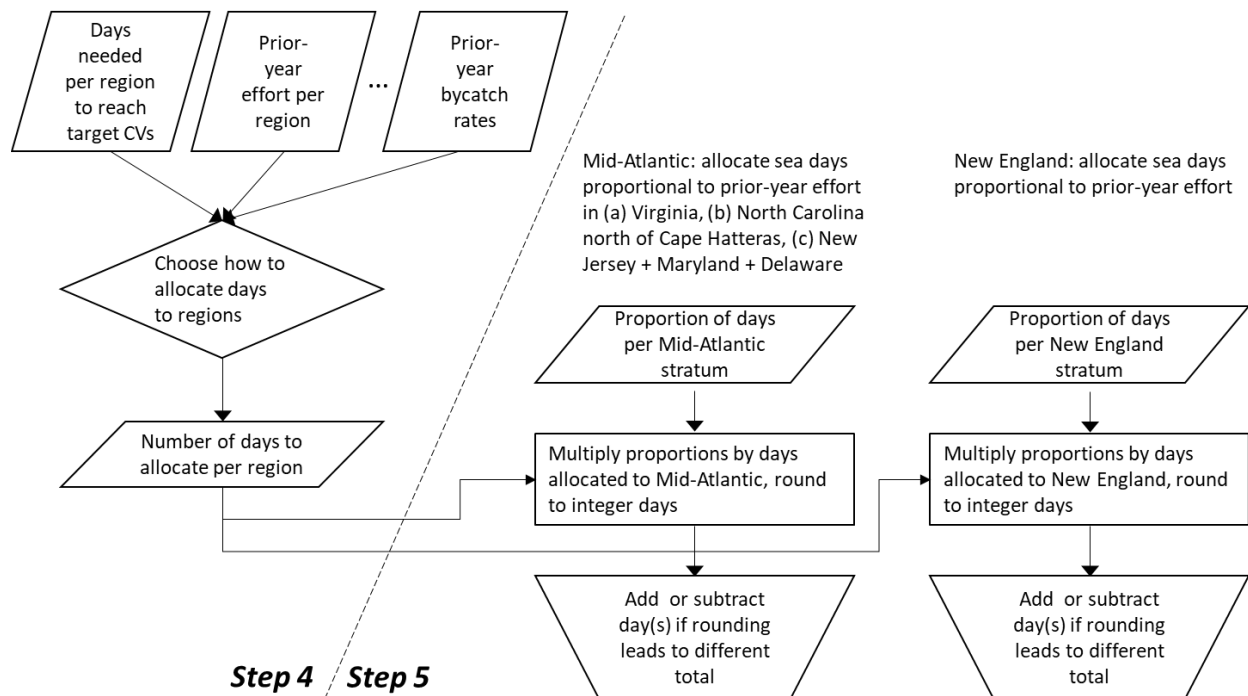 Days
needed
per region
to reach
target CVs
Prior-
year
effort per
region
...
Prior-
year
bycatch
rates
Choose how to
allocate days
to regions
Number of days to
allocate per region
Step 4
Step 5
Mid-Atlantic: allocate sea days
proportional to prior-year effort
in (a) Virginia, (b) North Carolina
north of Cape Hatteras, (c) New
Jersey + Maryland + Delaware
Proportion of days
per Mid-Atlantic
stratum
Multiply proportions by days
allocated to Mid-Atlantic, round
to integer days
Add or subtract
day(s) if rounding
leads to different
total
New England: allocate sea days
proportional to prior-year effort
Proportion of days
per New England
stratum
Multiply proportions by days
allocated to New England, round
to integer days
Add or subtract
day(s) if rounding
leads to different
total